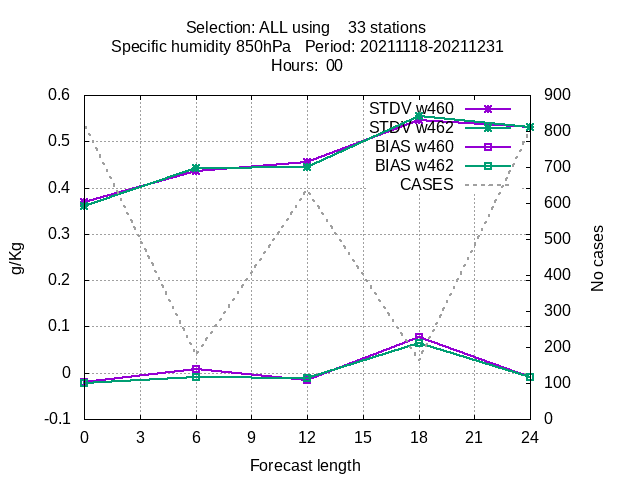 Selection: ALL using 33 stations
Specific humidity 850hPa Period: 20211118-20211231
Hours: 00
0.6
0.5
0.4
0.3
0.2
0.1
0
-0.1
g/Kg
STDV w460
STDV w462
BIAS w460
BIAS w462
CASES
900
800
700
600
500
400
300
200
100
0
No cases
0 3 6 9 12 15 18 21 24
Forecast length